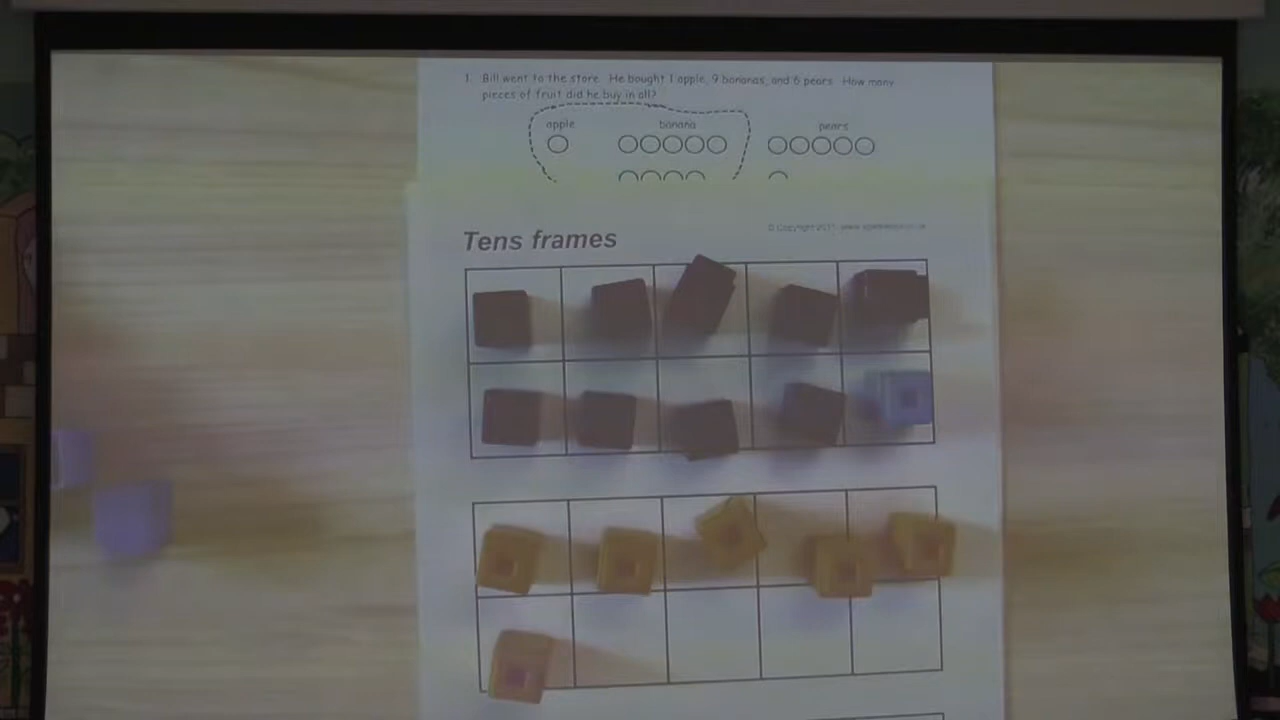 1. Bill went to the store. He bought 1 apple, 9 bananas, and 6 pears. How many
pieces of fruit did he buy in all?
apple banana pears
Tens frames
© Copyright